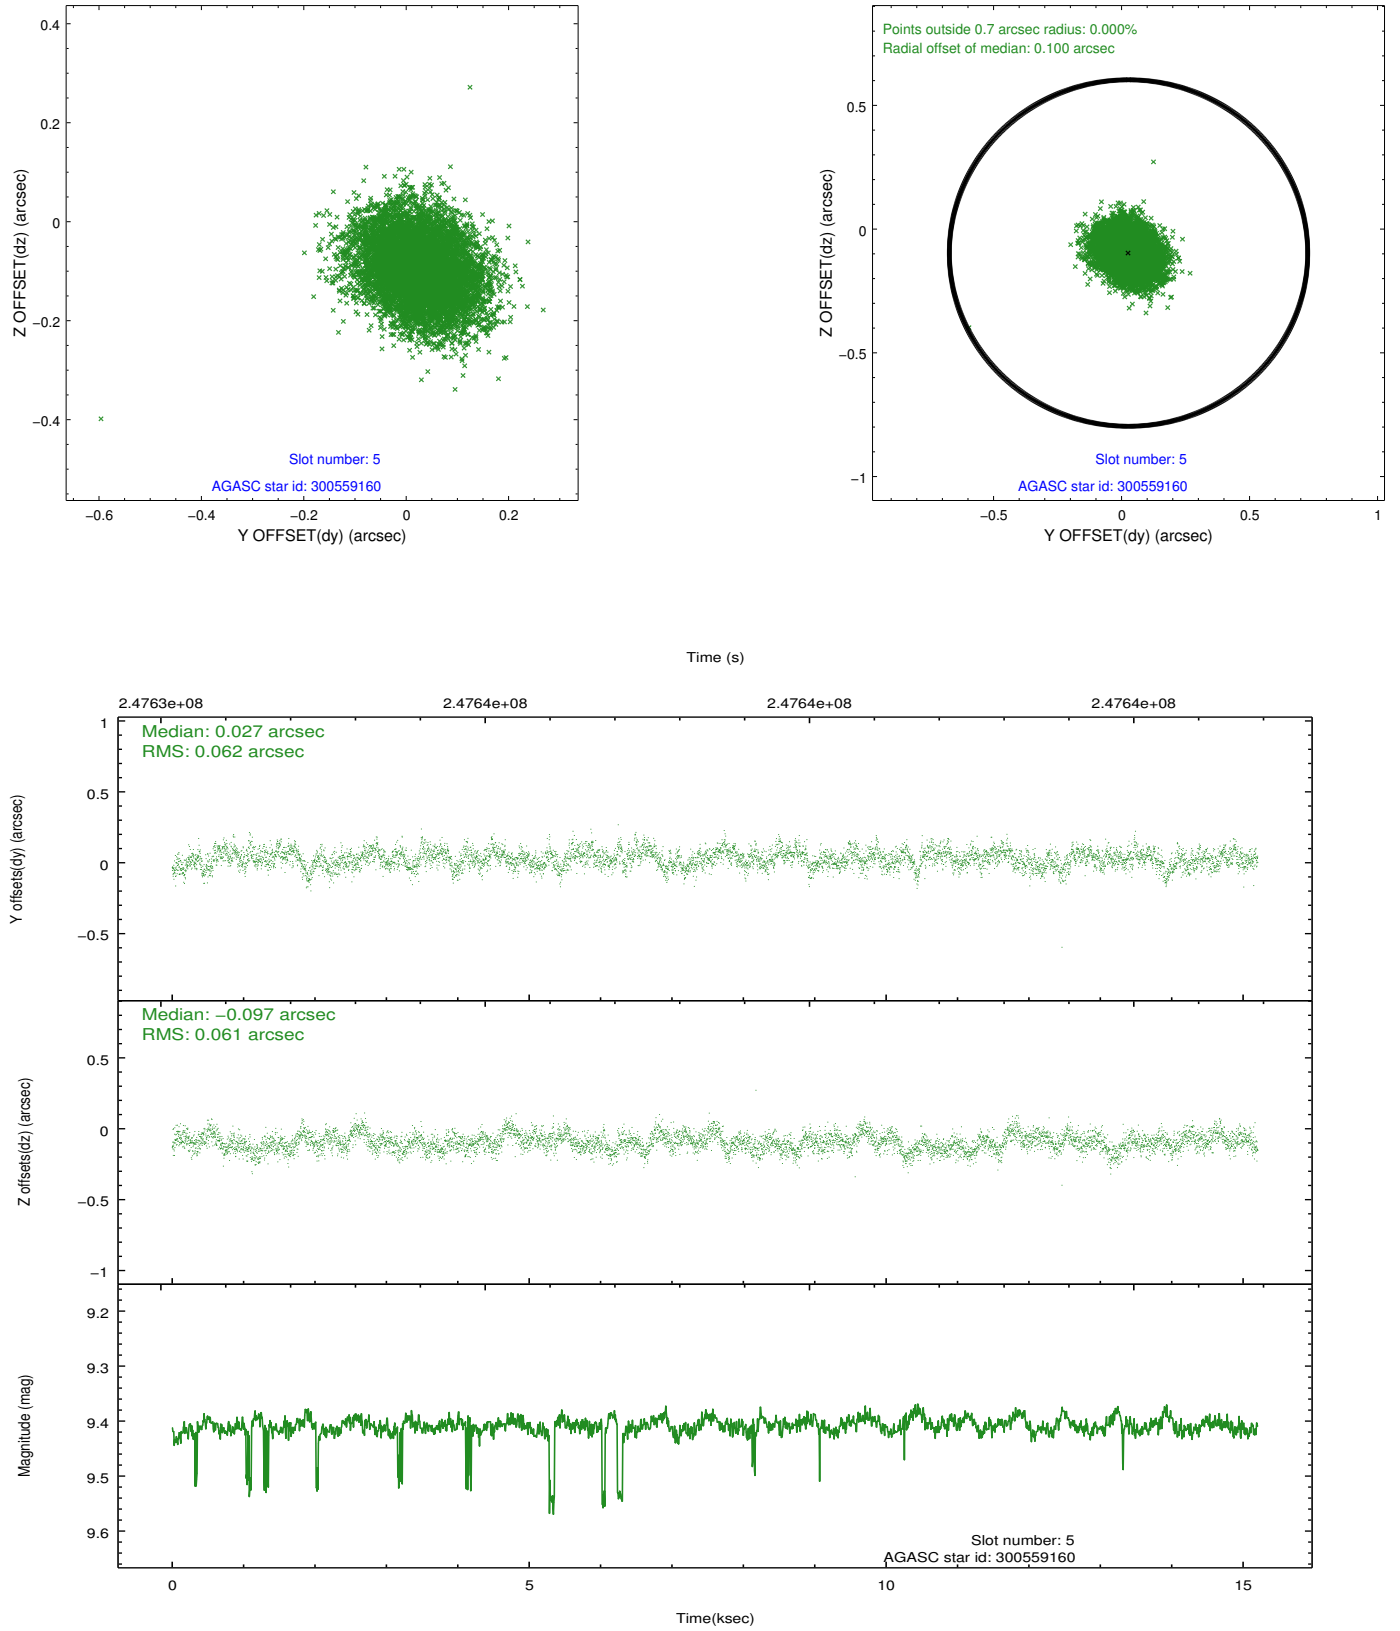 0.4
0.2
0
−0.2
−0.4
Z OFFSET(dz) (arcsec)
−0.6
−0.4
−0.2
0
0.2
Y OFFSET(dy) (arcsec)
Slot number: 5
AGASC star id: 300559160
Points outside 0.7 arcsec radius: 0.000%
Radial offset of median: 0.100 arcsec
0.5
0
−0.5
−1
Z OFFSET(dz) (arcsec)
−0.5
0
0.5
1
Y OFFSET(dy) (arcsec)
Slot number: 5
AGASC star id: 300559160
Time (s)
2.4763e+08
2.4764e+08
2.4764e+08
2.4764e+08
Median: 0.027 arcsec
RMS: 0.062 arcsec
1
0.5
0
−0.5
Y offsets(dy) (arcsec)
Median: −0.097 arcsec
RMS: 0.061 arcsec
0.5
0
−0.5
−1
Z offsets(dz) (arcsec)
9.2
9.3
9.4
9.5
9.6
Magnitude (mag)
Slot number: 5
AGASC star id: 300559160
0
5
10
15
Time(ksec)